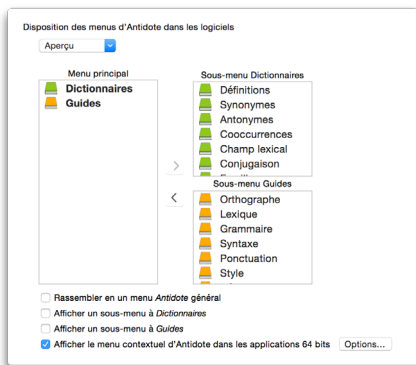 Disposition des menus d'Antidote dans les logiciels
Aperçu
Menu principal
Dictionnaires
Guides
Sous-menu Dictionnaires
Définitions
Synonymes
Antonymes
Cooccurrences
Champ lexical
Conjugaison
Sous-menu Guides
Orthographe
Lexique
Grammaire
Syntaxe
Ponctuation
Style
Rassembler en un menu Antidote général
Afficher un sous-menu à Dictionnaires
Afficher un sous-menu à Guides
Afficher le menu contextuel d'Antidote dans les applications 64 bits
Options...